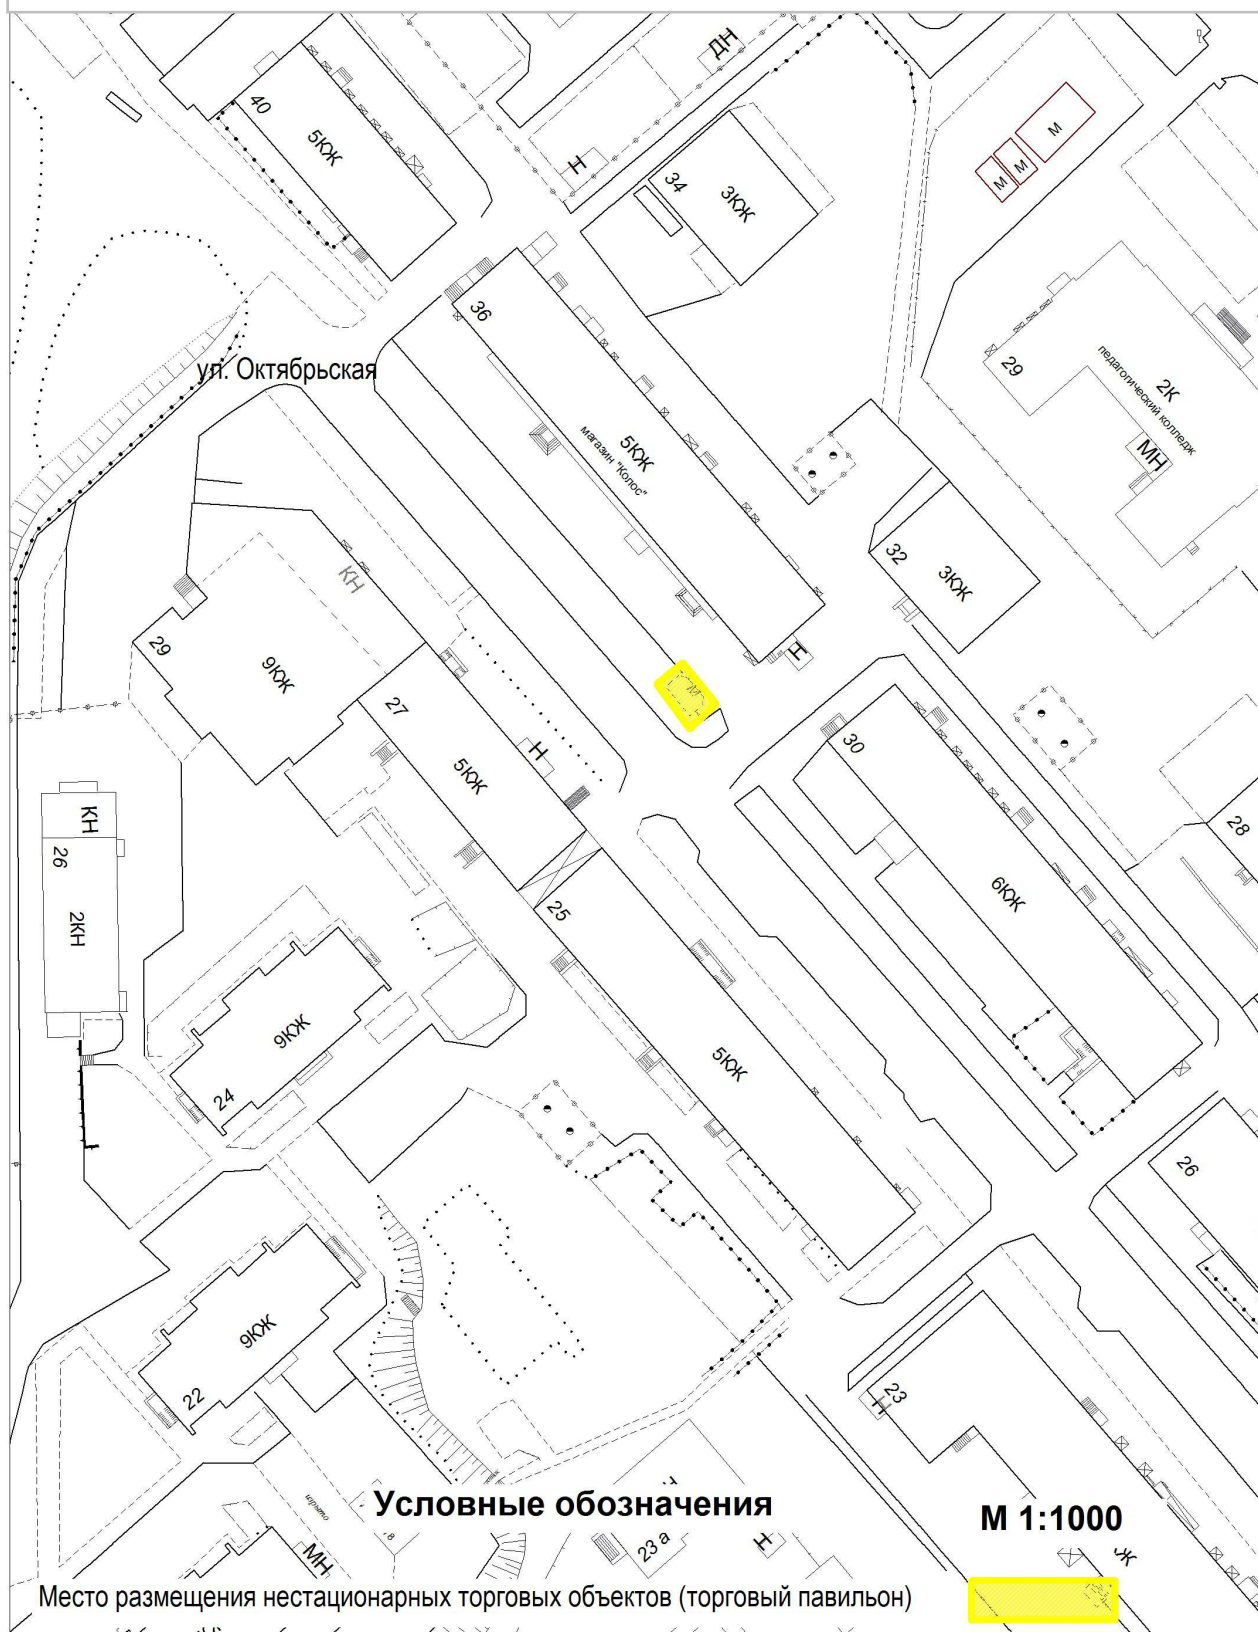 ДН
40
5КЖ
Н
34
3КЖ
М
М
М
36
ул. Октябрьская
29
2К
педагогический колледж
МН
5КЖ
магазин "Колос"
32
3КЖ
КН
29
9КЖ
Н
М
27
30
5КЖ
Н
КН
26
28
6КЖ
2КН
25
9КЖ
24
5КЖ
26
9КЖ
22
23
Н
Условные обозначения
М 1:1000
23 а
Н
МН
Место размещения нестационарных торговых объектов (торговый павильон)